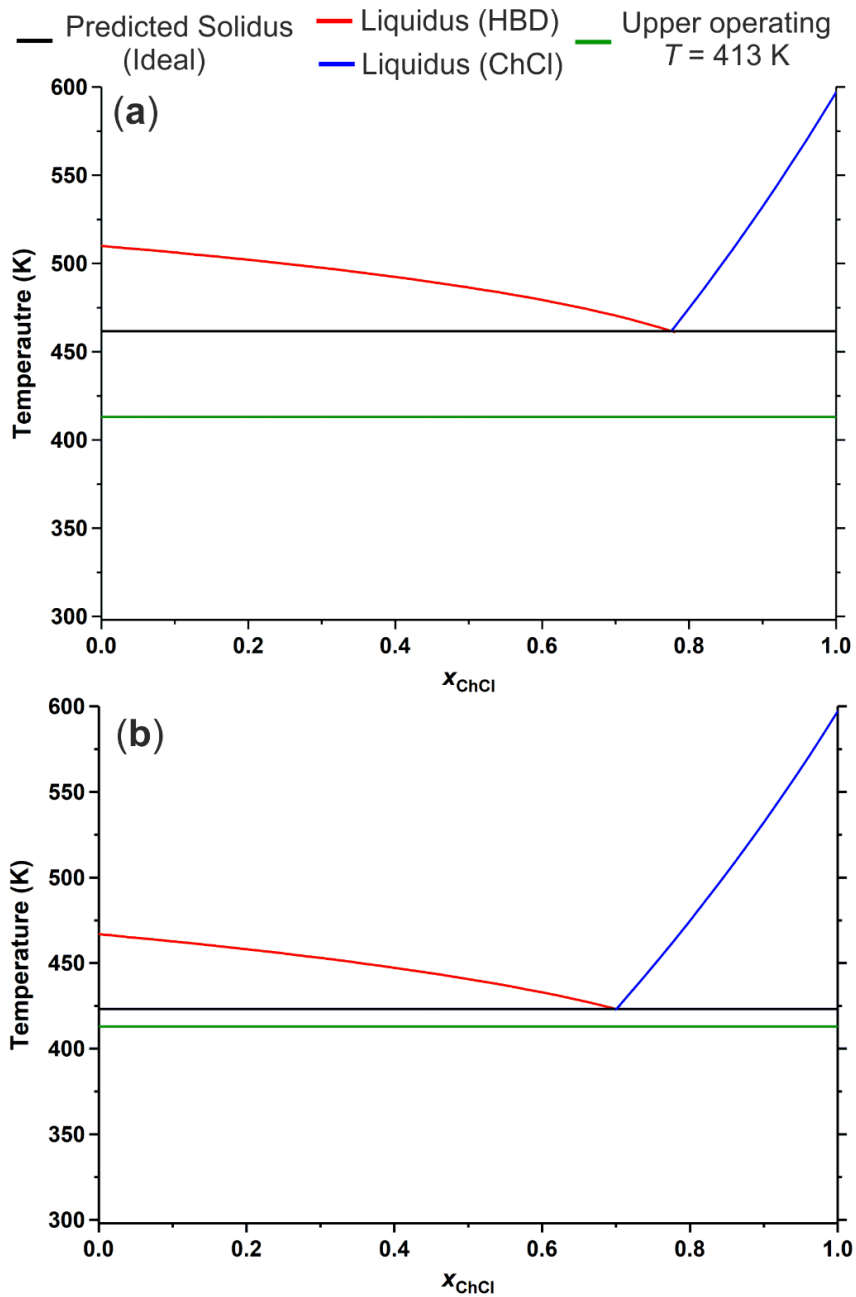 Predicted Solidus (Ideal)
Liquidus (HBD)
Liquidus (ChCl)
Upper operating
T = 413 K
(a)
600
550
500
450
400
350
300
Temperautre (K)
0.0 0.2 0.4 0.6 0.8 1.0
xChCl
(b)
600
550
500
450
400
350
300
Temperature (K)
0.0 0.2 0.4 0.6 0.8 1.0
xChCl